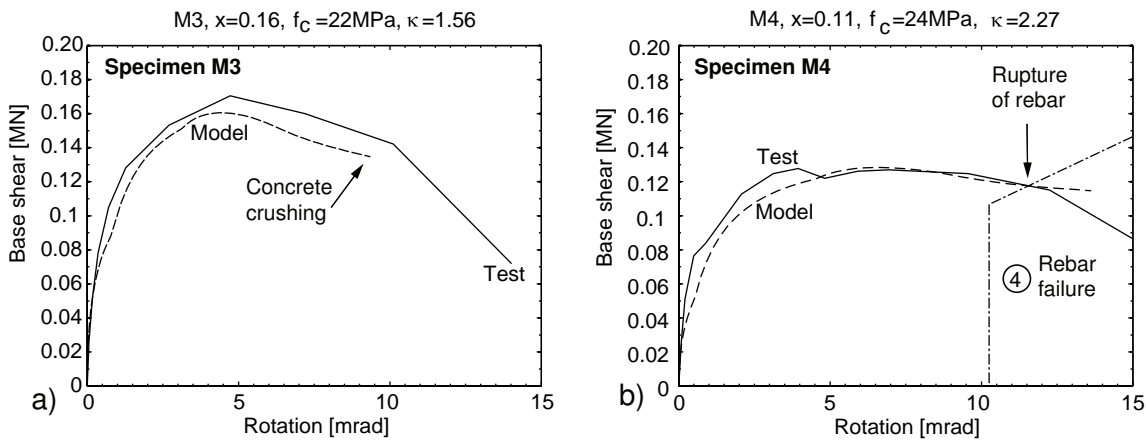 M3, x=0.16, fc=22MPa, κ=1.56
Specimen M3
Base shear [MN]
0.20
0.18
0.16
0.14
0.12
0.1
0.08
0.06
0.04
0.02
0
Model
Concrete
crushing
Test
0 5 10 15
Rotation [mrad]
a)
M4, x=0.11, fc=24MPa, κ=2.27
Specimen M4
Base shear [MN]
0.20
0.18
0.16
0.14
0.12
0.1
0.08
0.06
0.04
0.02
0
Rupture
of rebar
Test
Model
4 Rebar
failure
0 5 10 15
Rotation [mrad]
b)